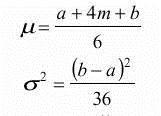 μ = (a + 4m + b) / 6
σ² = (b − a)² / 36